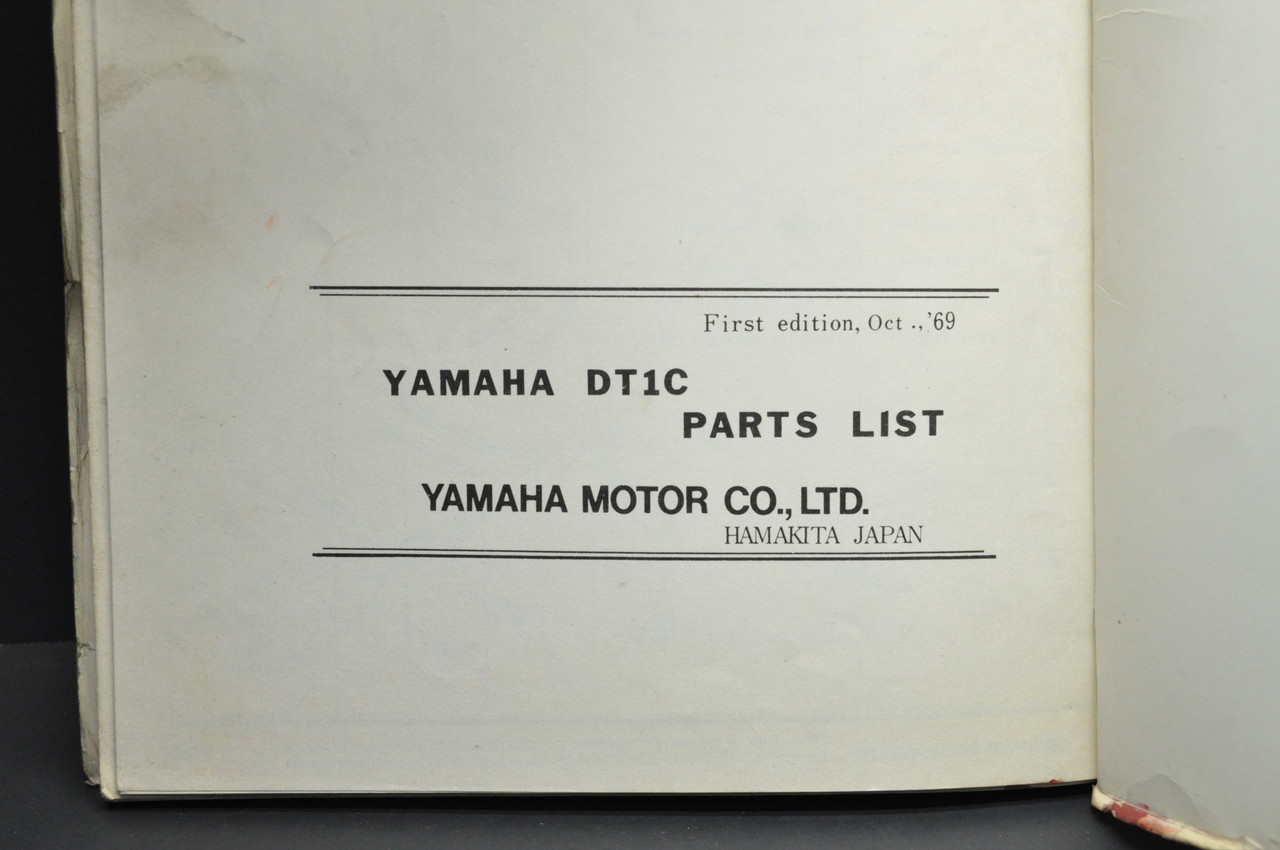 First edition, Oct .,'69
YAMAHA DT1C
PARTS LIST
YAMAHA MOTOR CO., LTD.
HAMAKITA JAPAN